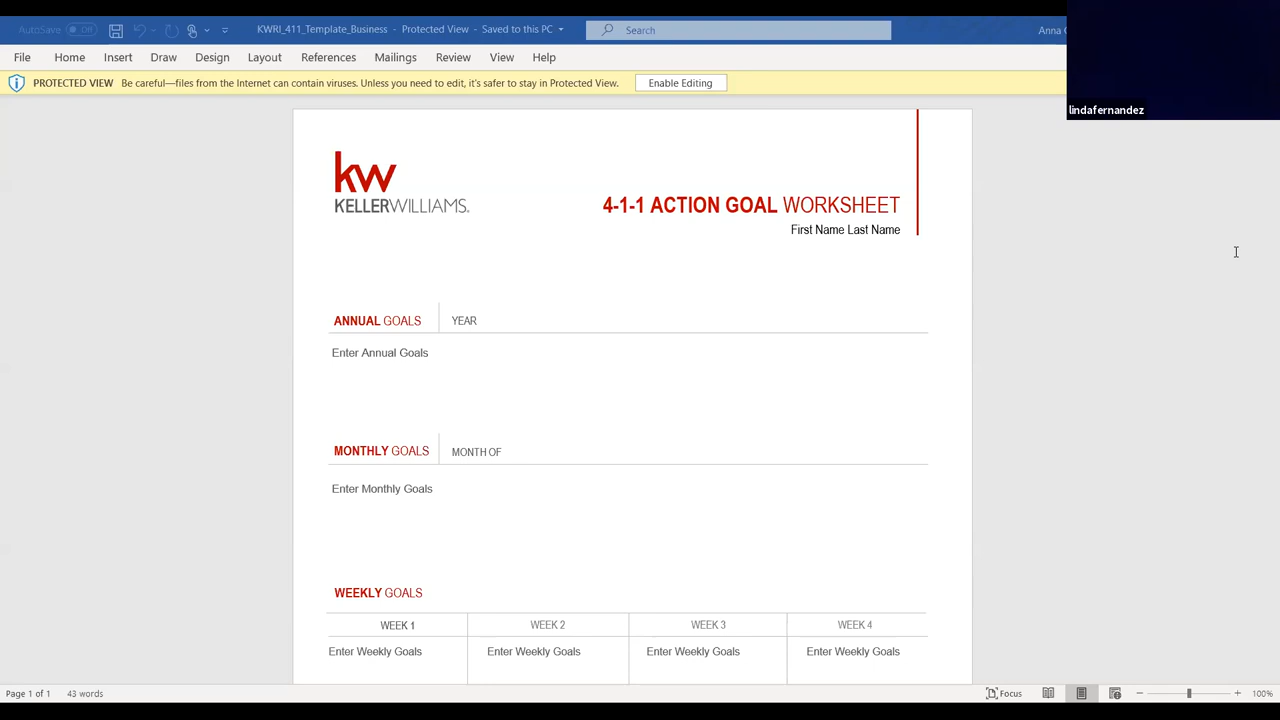 AutoSave Off KWRI_411_Template_Business - Protected View - Saved to this PC Search Anna
lindafernandez
File Home Insert Draw Design Layout References Mailings Review View Help
PROTECTED VIEW Be careful—files from the Internet can contain viruses. Unless you need to edit, it's safer to stay in Protected View. Enable Editing
kw
KELLERWILLIAMS.
4-1-1 ACTION GOAL WORKSHEET
First Name Last Name
ANNUAL GOALS YEAR
Enter Annual Goals
MONTHLY GOALS MONTH OF
Enter Monthly Goals
WEEKLY GOALS
WEEK 1 WEEK 2 WEEK 3 WEEK 4
Enter Weekly Goals Enter Weekly Goals Enter Weekly Goals Enter Weekly Goals
Page 1 of 1 43 words Focus 100%